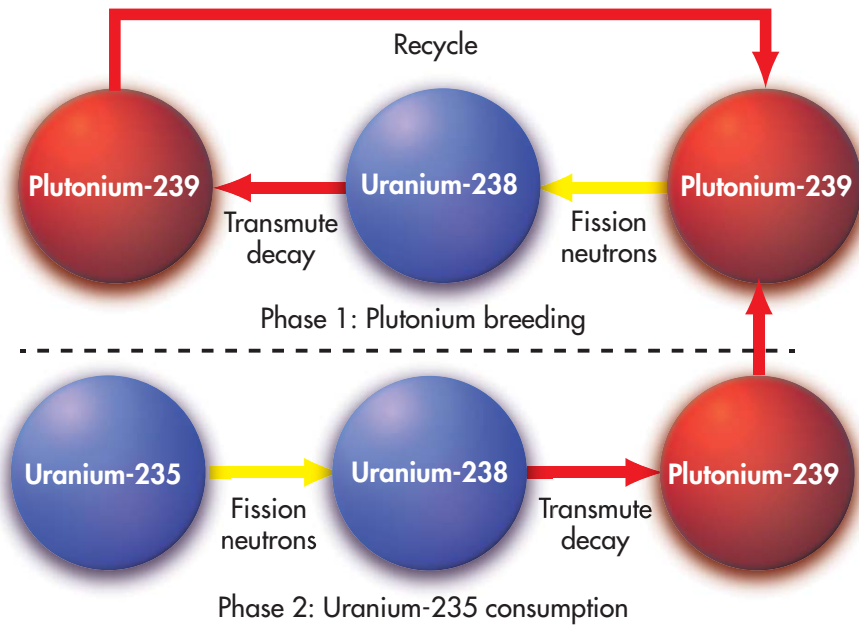 Recycle
Plutonium-239
Uranium-238
Plutonium-239
Transmute
decay
Fission
neutrons
Phase 1: Plutonium breeding
Uranium-235
Uranium-238
Plutonium-239
Fission
neutrons
Transmute
decay
Phase 2: Uranium-235 consumption